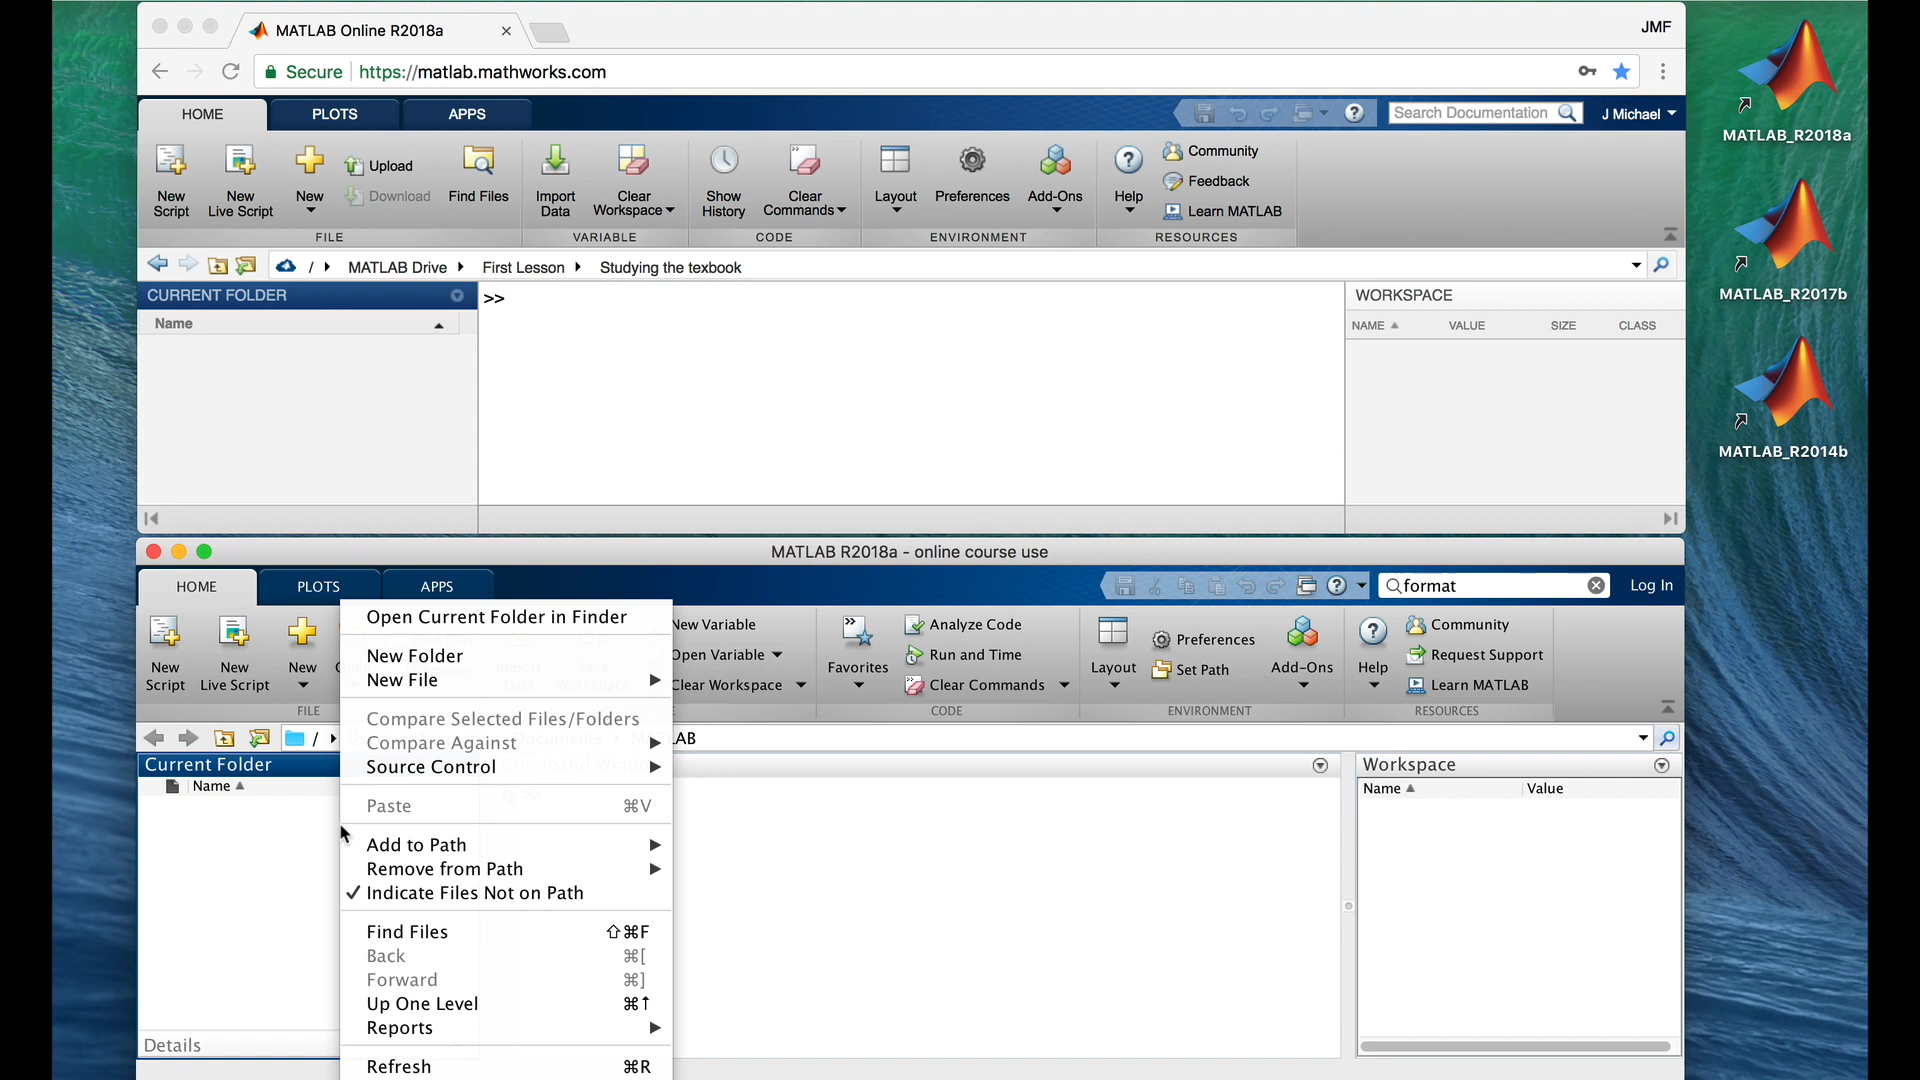 MATLAB Online R2018a
JMF
Secure https://matlab.mathworks.com
HOME PLOTS APPS
Search Documentation
J Michael
New Script
New Live Script
New
Upload
Download
Find Files
FILE
Import Data
Clear Workspace
VARIABLE
Show History
Clear Commands
CODE
Layout
Preferences
Add-Ons
ENVIRONMENT
Help
Community
Feedback
Learn MATLAB
RESOURCES
/ MATLAB Drive First Lesson Studying the texbook
CURRENT FOLDER
Name
>>
WORKSPACE
NAME VALUE SIZE CLASS
MATLAB_R2018a
MATLAB_R2017b
MATLAB_R2014b
MATLAB R2018a - online course use
HOME PLOTS APPS
format
Log In
New Script
New Live Script
New
FILE
New Variable
Open Variable
Clear Workspace
Favorites
Analyze Code
Run and Time
Clear Commands
CODE
Layout
Preferences
Set Path
Add-Ons
ENVIRONMENT
Help
Community
Request Support
Learn MATLAB
RESOURCES
/
Current Folder
Name
Details
Open Current Folder in Finder
New Folder
New File
Compare Selected Files/Folders
Compare Against
Source Control
Paste ⌘V
Add to Path
Remove from Path
✓ Indicate Files Not on Path
Find Files ⇧⌘F
Back ⌘[
Forward ⌘]
Up One Level ⌘↑
Reports
Refresh ⌘R
Workspace
Name Value